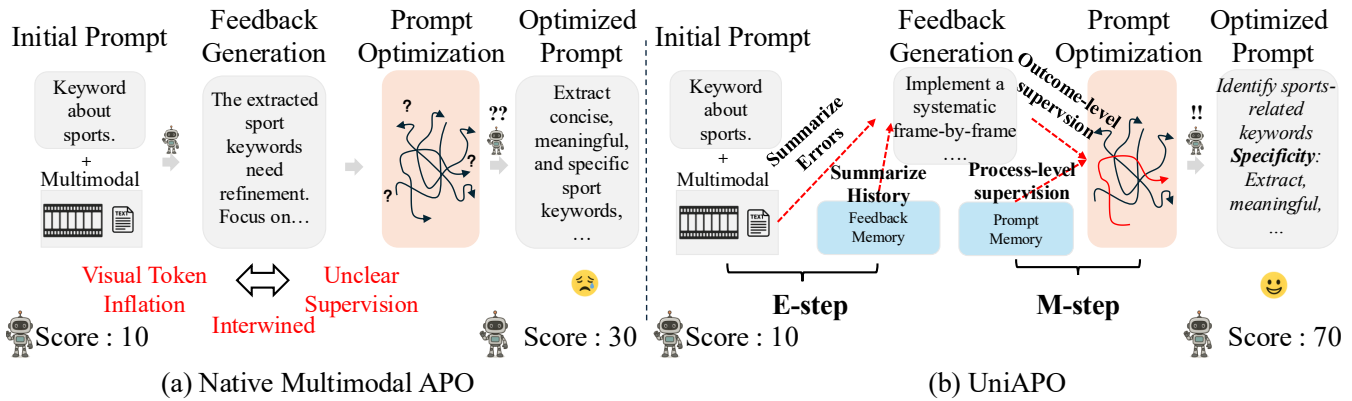 Initial Prompt
Feedback
Generation
Prompt
Optimization
Optimized
Prompt
Keyword
about
sports.
+
Multimodal
TEXT
The extracted
sport
keywords
need
refinement.
Focus on…
?
?
?
??
Extract
concise,
meaningful,
and specific
sport
keywords,
…
Visual Token
Inflation
Unclear
Supervision
Interwined
Score : 10
Score : 30
(a) Native Multimodal APO
Initial Prompt
Feedback
Generation
Prompt
Optimization
Optimized
Prompt
Keyword
about
sports.
+
Multimodal
TEXT
Summarize
Errors
Implement a
systematic
frame-by-frame
….
Summarize
History
Feedback
Memory
Outcome-level
supervsion
Process-level
supervision
Prompt
Memory
!!
Identify sports-
related
keywords
Specificity:
Extract,
meaningful,
…
E-step
M-step
Score : 10
Score : 70
(b) UniAPO